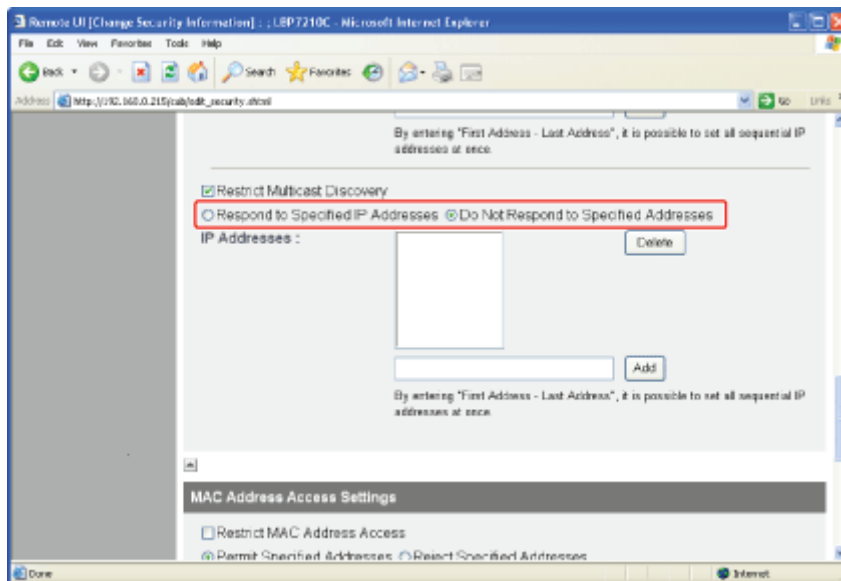 Remote UI [Change Security Information] : ; LBP7210C - Microsoft Internet Explorer
File Edit View Favorites Tools Help
Back Search Favorites
Address http://192.168.0.215/cab/edit_security.shtml Go Links
By entering "First Address - Last Address", it is possible to set all sequential IP
addresses at once.
Restrict Multicast Discovery
Respond to Specified IP Addresses Do Not Respond to Specified Addresses
IP Addresses : Delete
Add
By entering "First Address - Last Address", it is possible to set all sequential IP
addresses at once.
MAC Address Access Settings
Restrict MAC Address Access
Permit Specified Addresses Reject Specified Addresses
Done Internet